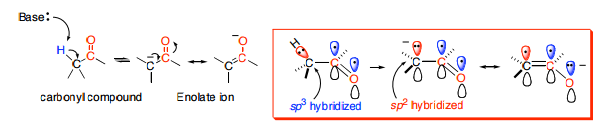 Base:
H O
C C
C C O
C C O
carbonyl compound Enolate ion
H
C C O
C C O
C C O
sp3 hybridized sp2 hybridized